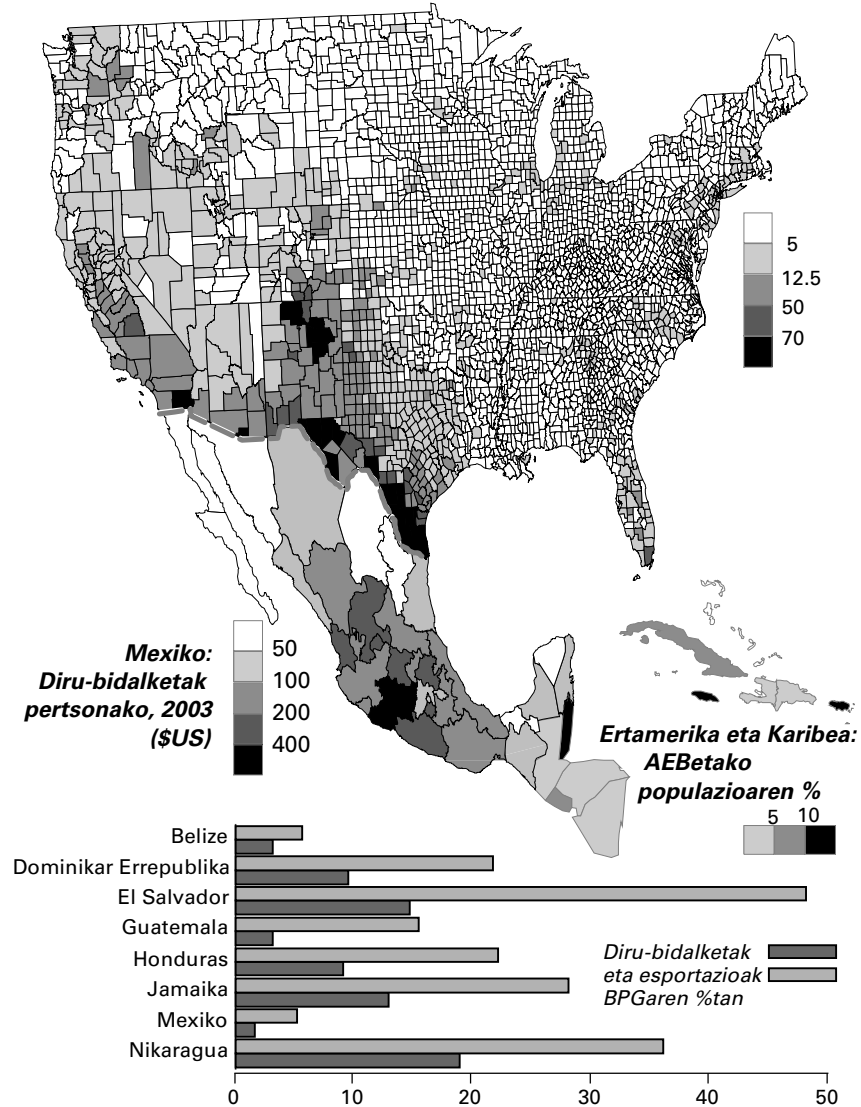 5
12.5
50
70
Mexiko:
Diru-bidalketak
pertsonako, 2003
($US)
50
100
200
400
Ertamerika eta Karibea:
AEBetako
populazioaren %
5 10
Belize
Dominikar Errepublika
El Salvador
Guatemala
Honduras
Jamaika
Mexiko
Nikaragua
Diru-bidalketak
eta esportazioak
BPGaren %tan
0 10 20 30 40 50